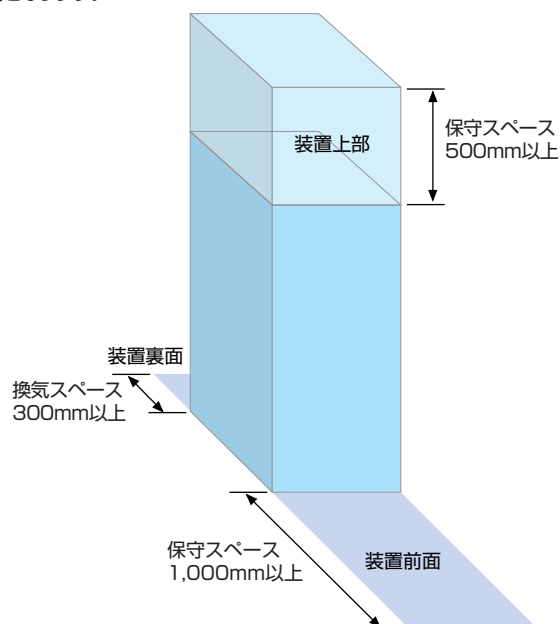 装置上部
保守スペース
500mm以上
装置裏面
換気スペース
300mm以上
保守スペース
1,000mm以上
装置前面